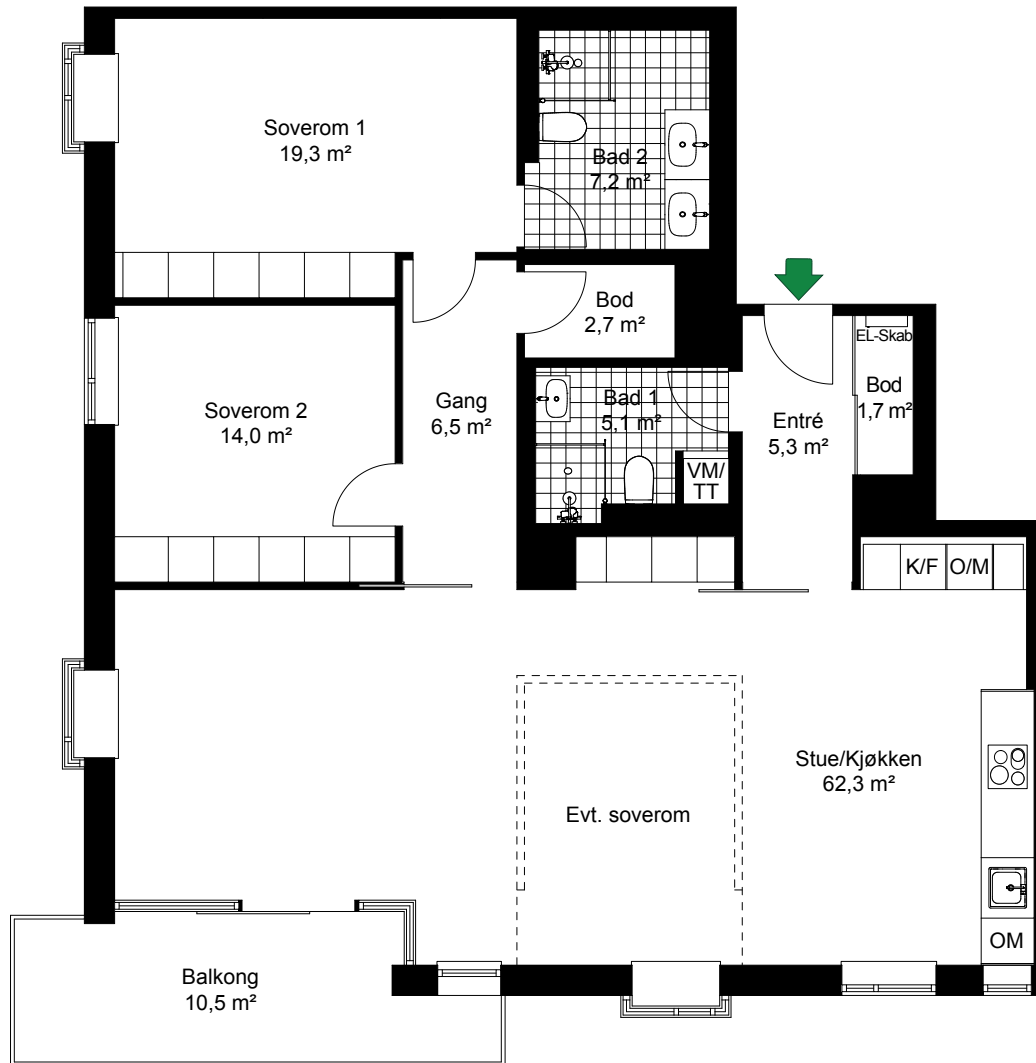 Soverom 1
19,3 m²
Bad 2
7,2 m²
Bod
2,7 m²
EL-Skab
Bod
1,7 m²
Soverom 2
14,0 m²
Gang
6,5 m²
Bad 1
5,1 m²
Entré
5,3 m²
VM/
TT
K/F
O/M
Stue/Kjøkken
62,3 m²
Evt. soverom
OM
Balkong
10,5 m²